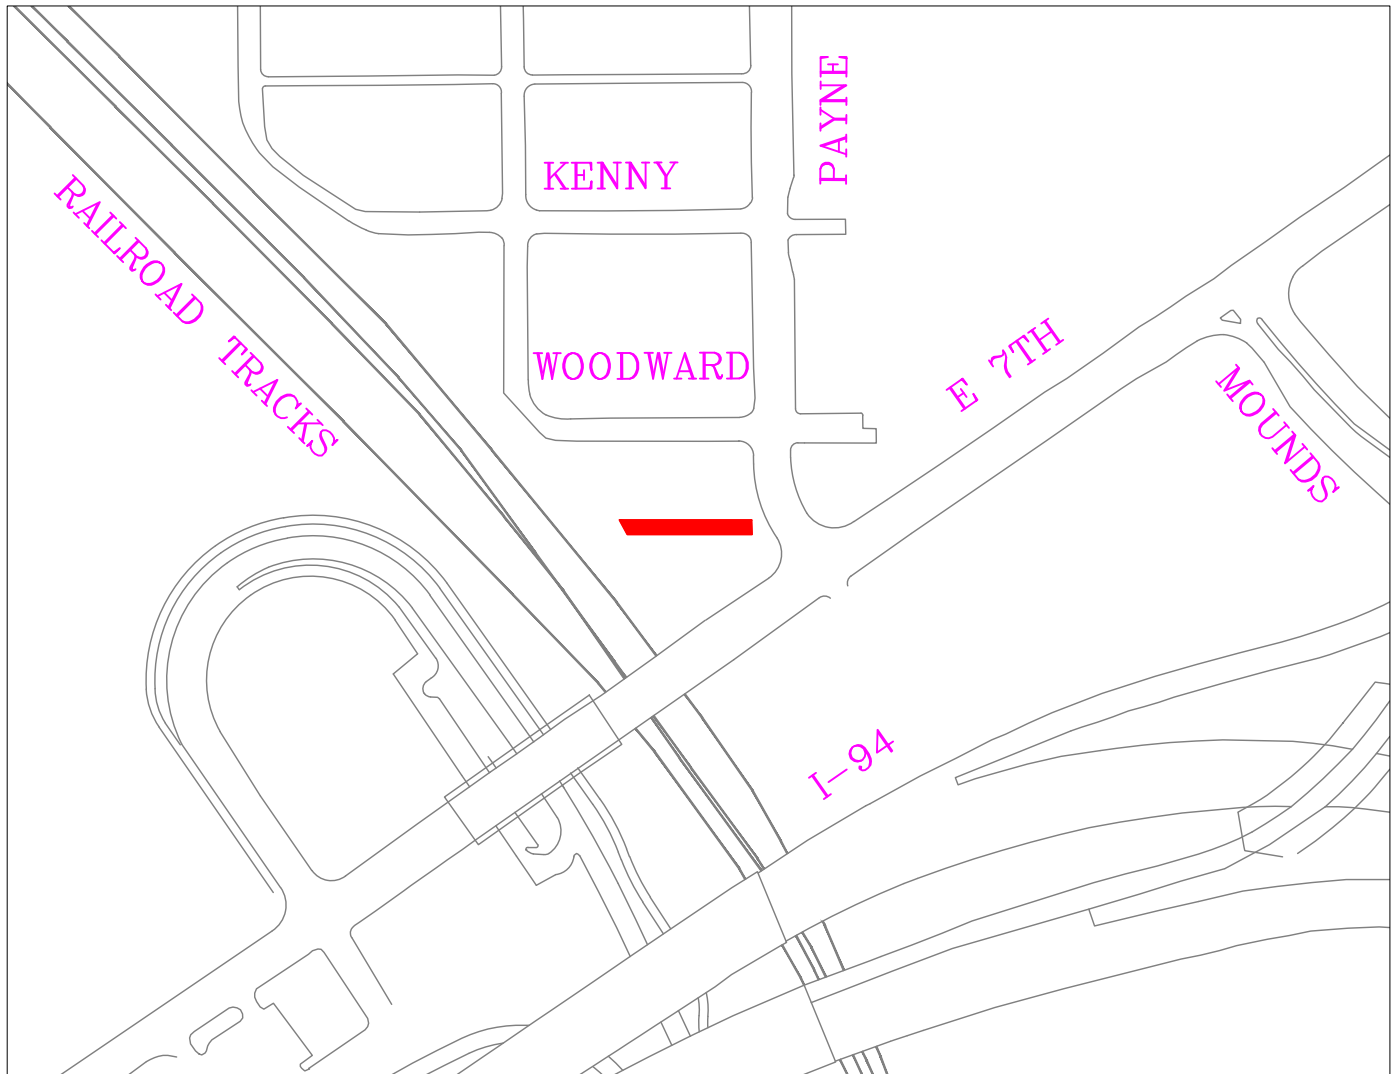 PAYNE
KENNY
RAILROAD TRACKS
WOODWARD
E 7TH
MOUNDS
I-94